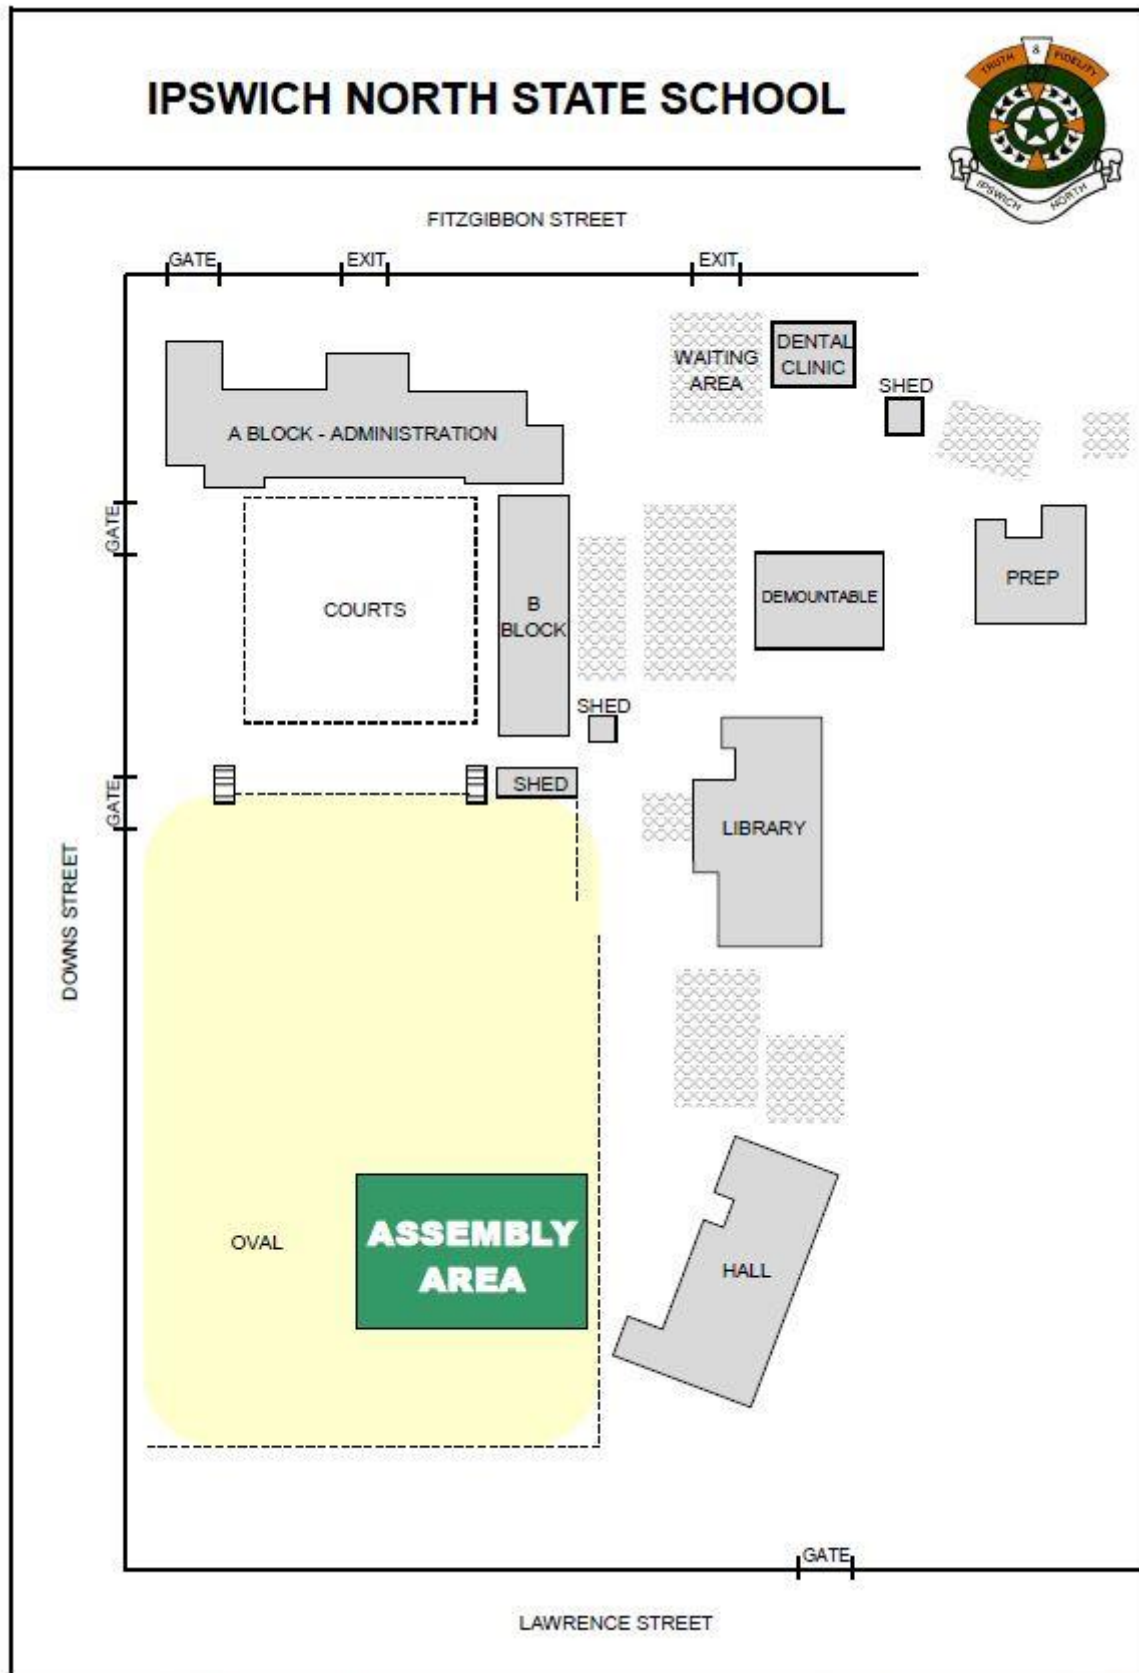 IPSWICH NORTH STATE SCHOOL
TRUTH & FIDELITY
IPSWICH NORTH
FITZGIBBON STREET
GATE
EXIT
EXIT
WAITING
AREA
DENTAL
CLINIC
SHED
A BLOCK - ADMINISTRATION
GATE
COURTS
B
BLOCK
DEMOUNTABLE
PREP
SHED
GATE
SHED
LIBRARY
DOWNS STREET
OVAL
ASSEMBLY
AREA
HALL
GATE
LAWRENCE STREET